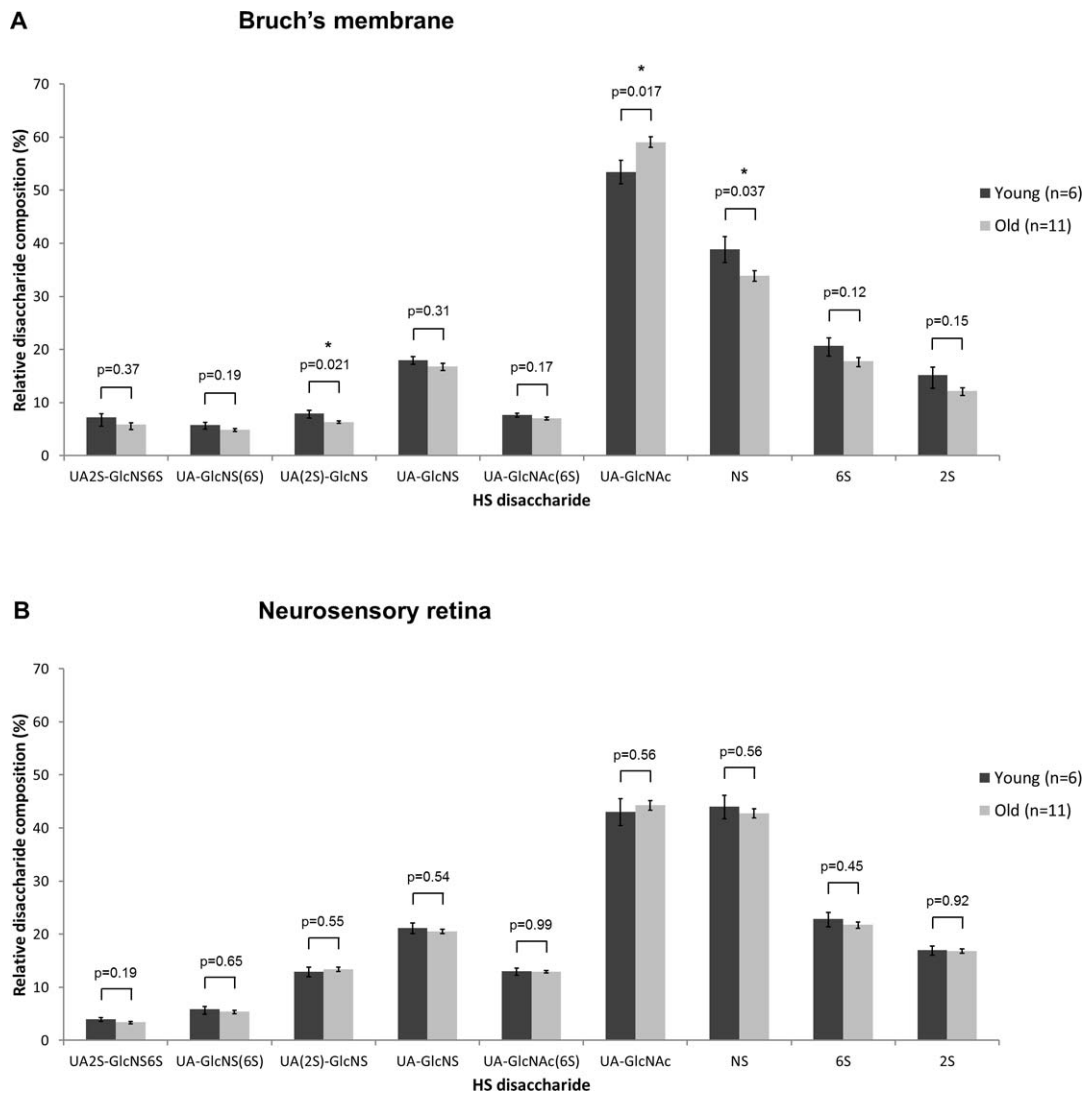 A
Bruch's membrane
Relative disaccharide composition (%)
70
60
50
40
30
20
10
0
p=0.37
p=0.19
*
p=0.021
p=0.31
p=0.17
*
p=0.017
*
p=0.037
p=0.12
p=0.15
Young (n=6)
Old (n=11)
UA2S-GlcNS6S UA-GlcNS(6S) UA(2S)-GlcNS UA-GlcNS UA-GlcNAc(6S) UA-GlcNAc NS 6S 2S
HS disaccharide
B
Neurosensory retina
Relative disaccharide composition (%)
70
60
50
40
30
20
10
0
p=0.19
p=0.65
p=0.55
p=0.54
p=0.99
p=0.56
p=0.56
p=0.45
p=0.92
Young (n=6)
Old (n=11)
UA2S-GlcNS6S UA-GlcNS(6S) UA(2S)-GlcNS UA-GlcNS UA-GlcNAc(6S) UA-GlcNAc NS 6S 2S
HS disaccharide